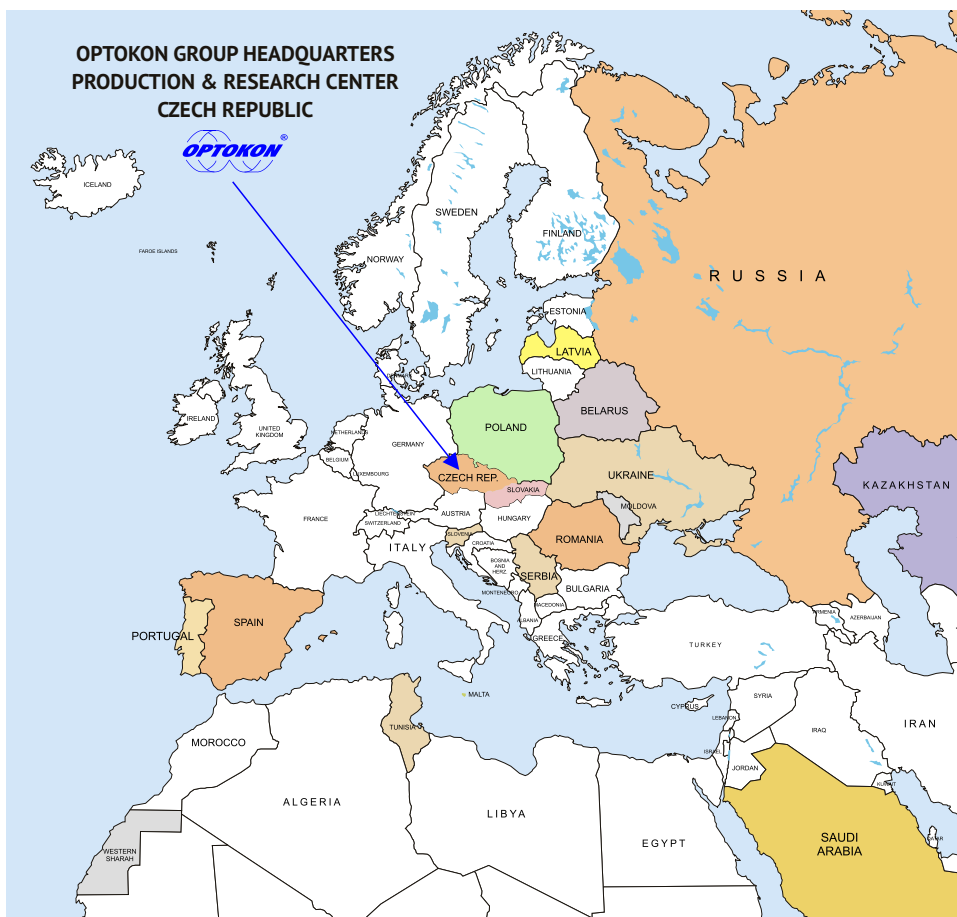 OPTOKON GROUP HEADQUARTERS
PRODUCTION & RESEARCH CENTER
CZECH REPUBLIC
OPTOKON®
ICELAND
FAROE ISLANDS
SWEDEN
FINLAND
NORWAY
RUSSIA
ESTONIA
LATVIA
LITHUANIA
DENMARK
BELARUS
IRELAND
UNITED
KINGDOM
NETHERLANDS
POLAND
GERMANY
BELGIUM
LUXEMBOURG
CZECH REP.
UKRAINE
KAZAKHSTAN
SLOVAKIA
MOLDOVA
FRANCE
LIECHTENSTEIN
SWITZERLAND
AUSTRIA
HUNGARY
SLOVENIA
ITALY
CROATIA
ROMANIA
BOSNIA
AND
HERZ.
SERBIA
MONTENEGRO
BULGARIA
MACEDONIA
ALBANIA
GREECE
ARMENIA
AZERBAIJAN
PORTUGAL
SPAIN
TURKEY
MALTA
CYPRUS
SYRIA
LEBANON
TUNISIA
MOROCCO
IRAQ
IRAN
ISRAEL
JORDAN
KUWAIT
ALGERIA
LIBYA
EGYPT
SAUDI
ARABIA
QATAR
WESTERN
SHARAH